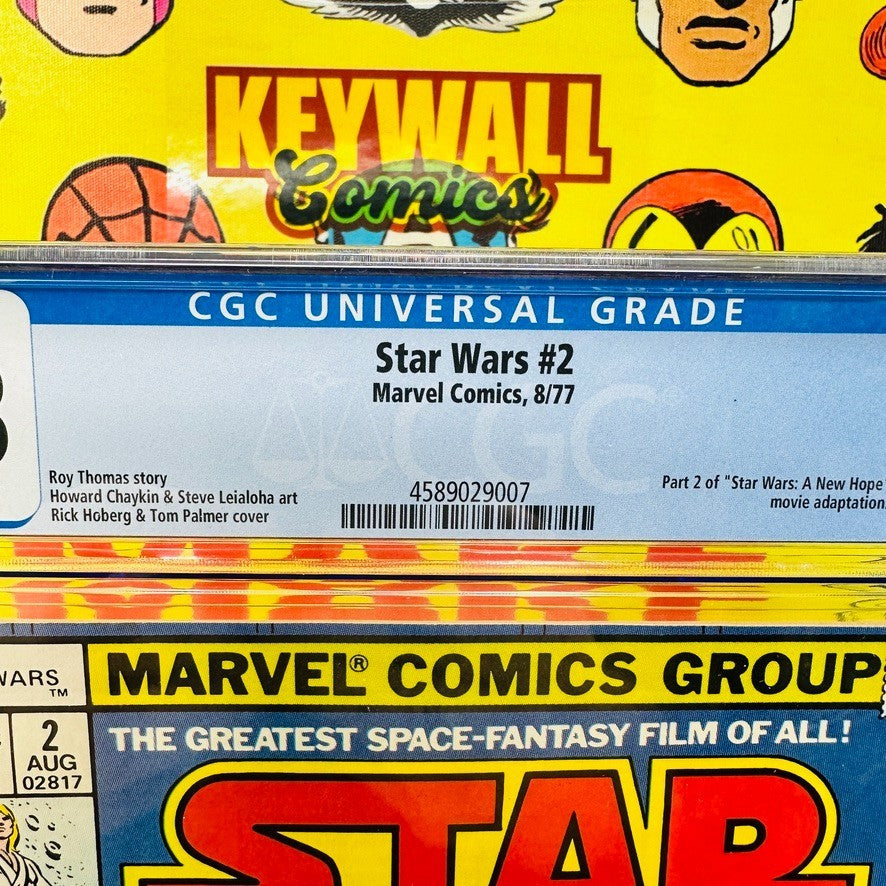 KEYWALL
Comics
CGC UNIVERSAL GRADE
Star Wars #2
Marvel Comics, 8/77
CGC
Roy Thomas story
Howard Chaykin & Steve Leialoha art
Rick Hoberg & Tom Palmer cover
4589029007
Part 2 of "Star Wars: A New Hope"
movie adaptation.
WARS™
MARVEL® COMICS GROUP
2
AUG
02817
THE GREATEST SPACE-FANTASY FILM OF ALL!
STAR